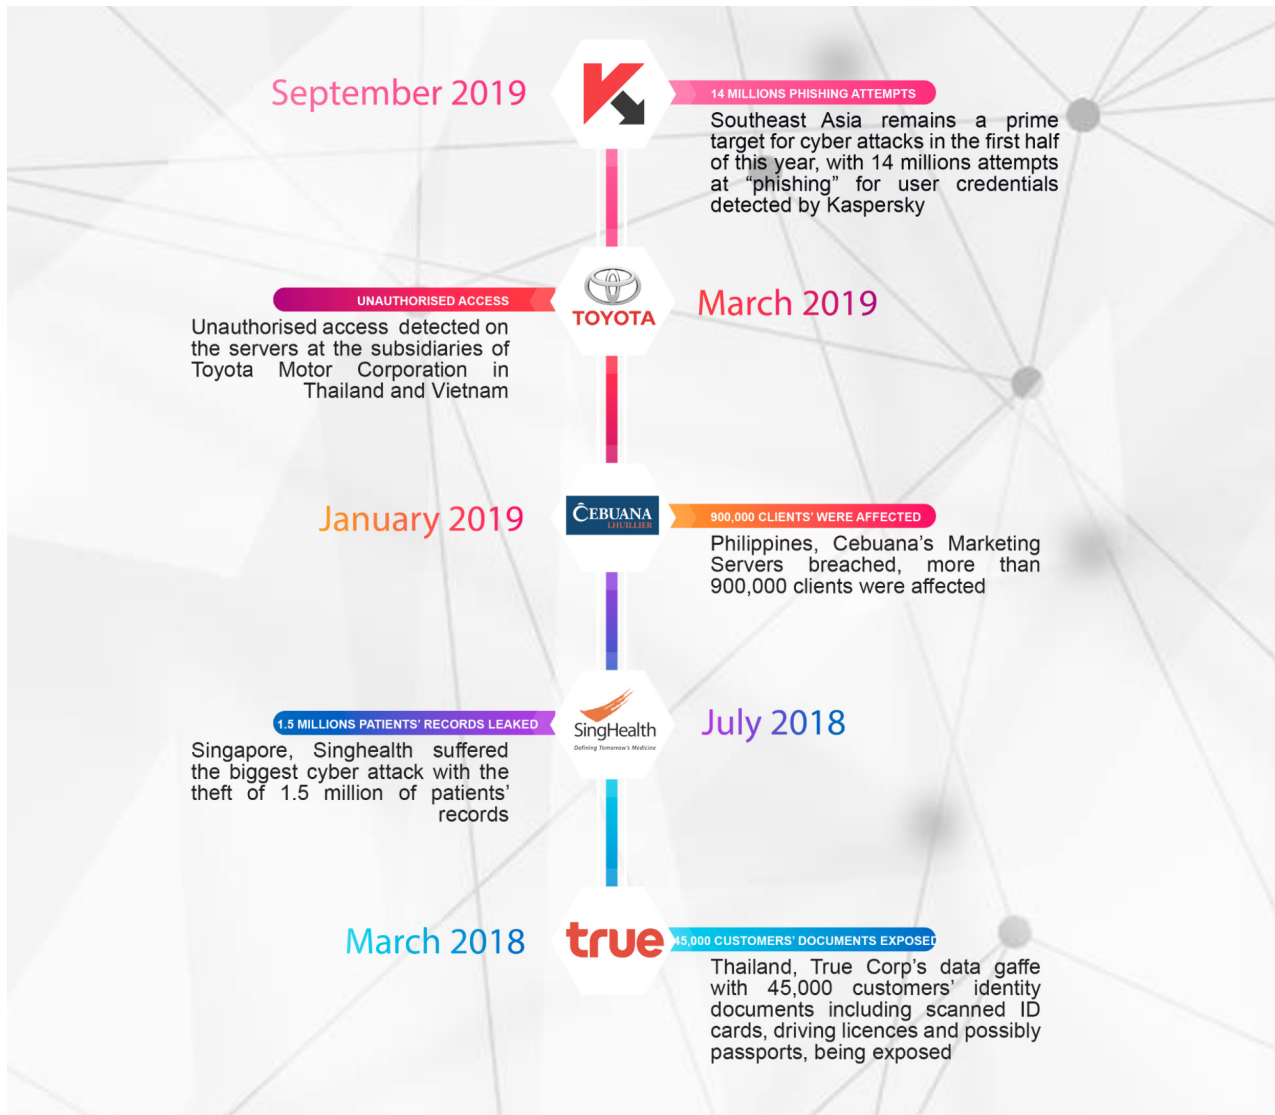 September 2019
14 MILLIONS PHISHING ATTEMPTS
Southeast Asia remains a prime
target for cyber attacks in the first half
of this year, with 14 millions attempts
at “phishing” for user credentials
detected by Kaspersky
UNAUTHORISED ACCESS
Unauthorised access detected on
the servers at the subsidiaries of
Toyota Motor Corporation in
Thailand and Vietnam
TOYOTA
March 2019
January 2019
ĈEBUANA
LHUILLIER
900,000 CLIENTS’ WERE AFFECTED
Philippines, Cebuana’s Marketing
Servers breached, more than
900,000 clients were affected
1.5 MILLIONS PATIENTS’ RECORDS LEAKED
Singapore, Singhealth suffered
the biggest cyber attack with the
theft of 1.5 million of patients’
records
SingHealth
Defining Tomorrow's Medicine
July 2018
March 2018
true
45,000 CUSTOMERS’ DOCUMENTS EXPOSED
Thailand, True Corp’s data gaffe
with 45,000 customers’ identity
documents including scanned ID
cards, driving licences and possibly
passports, being exposed